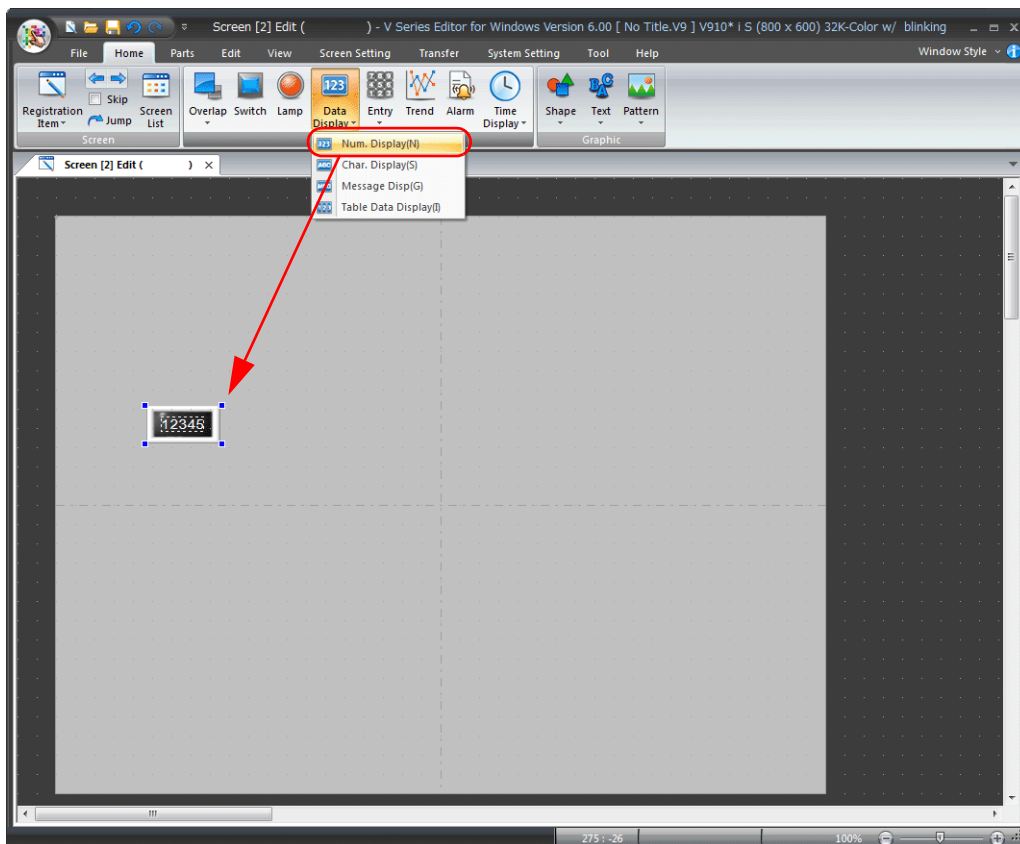 Screen [2] Edit (          ) - V Series Editor for Windows Version 6.00 [ No Title.V9 ] V910* i S (800 x 600) 32K-Color w/ blinking
File Home Parts Edit View Screen Setting Transfer System Setting Tool Help Window Style
Registration Item
Skip
Jump
Screen List
Overlap
Switch
Lamp
Data Display
Entry
Trend
Alarm
Time Display
Shape
Text
Pattern
Screen
Graphic
Num. Display(N)
Char. Display(S)
Message Disp(G)
Table Data Display(I)
Screen [2] Edit (          )
12345
275 : -26
100%